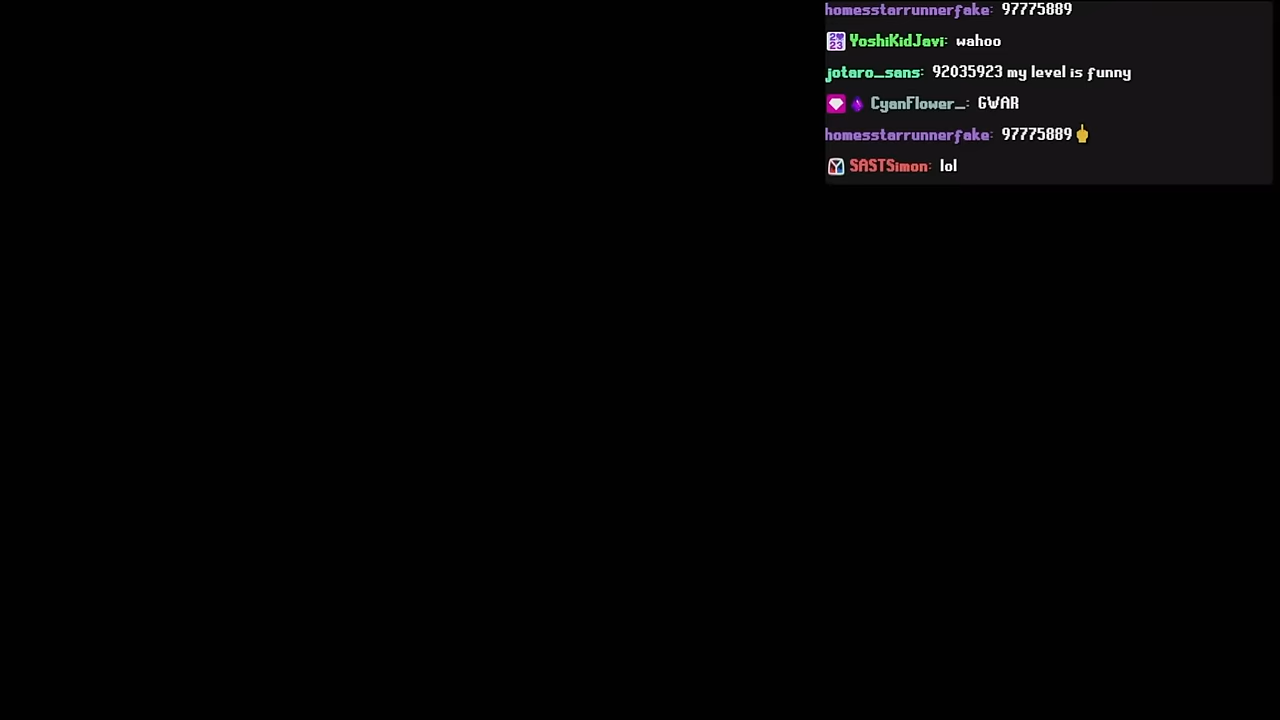 homesstarrunnerfake: 97775889
YoshiKidJavi: wahoo
jotaro_sans: 92035923 my level is funny
CyanFlower_: GWAR
homesstarrunnerfake: 97775889🖕
SASTSimon: lol